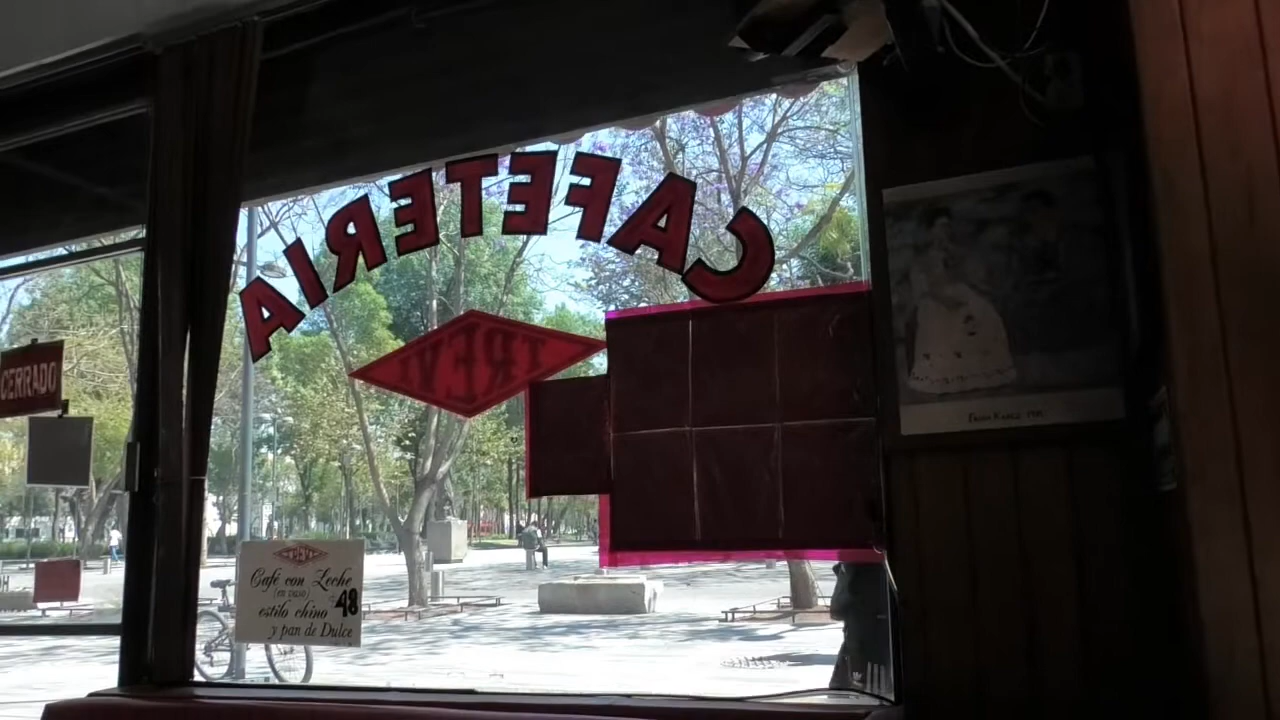 CAFETERIA
TREVI
CERRADO
TREVI
Café con Leche
(en vaso)
estilo chino $48
y pan de Dulce